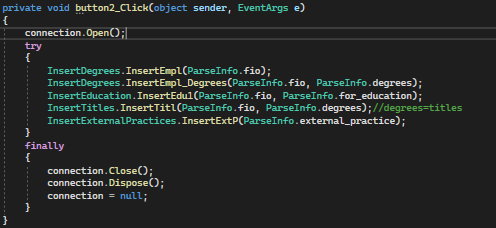 private void button2_Click(object sender, EventArgs e)
{
connection.Open();
try
{
InsertDegrees.InsertEmpl(ParseInfo.fio);
InsertDegrees.InsertEmpl_Degrees(ParseInfo.fio, ParseInfo.degrees);
InsertEducation.InsertEdu1(ParseInfo.fio, ParseInfo.for_education);
InsertTitles.InsertTitl(ParseInfo.fio, ParseInfo.degrees);//degrees=titles
InsertExternalPractices.InsertExtP(ParseInfo.external_practice);
}
finally
{
connection.Close();
connection.Dispose();
connection = null;
}
}